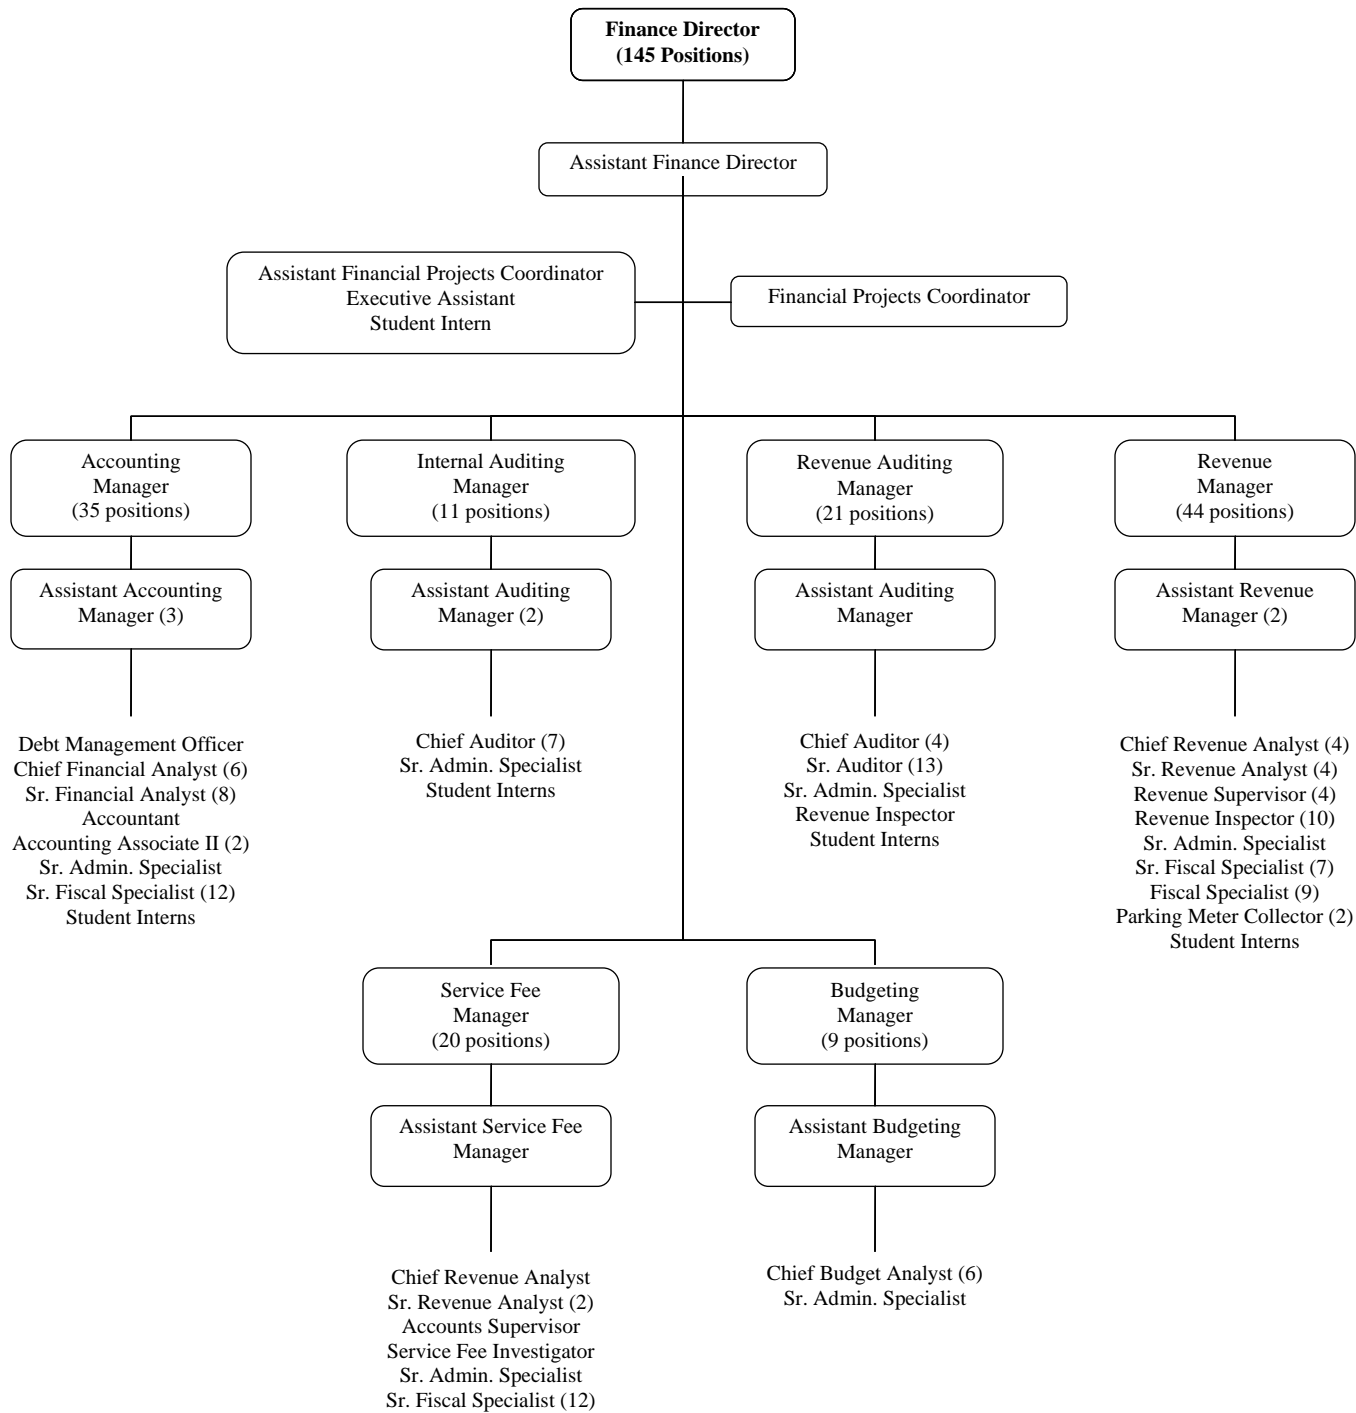 Finance Director
(145 Positions)
Assistant Finance Director
Assistant Financial Projects Coordinator
Executive Assistant
Student Intern
Financial Projects Coordinator
Accounting
Manager
(35 positions)
Internal Auditing
Manager
(11 positions)
Revenue Auditing
Manager
(21 positions)
Revenue
Manager
(44 positions)
Assistant Accounting
Manager (3)
Assistant Auditing
Manager (2)
Assistant Auditing
Manager
Assistant Revenue
Manager (2)
Debt Management Officer
Chief Financial Analyst (6)
Sr. Financial Analyst (8)
Accountant
Accounting Associate II (2)
Sr. Admin. Specialist
Sr. Fiscal Specialist (12)
Student Interns
Chief Auditor (7)
Sr. Admin. Specialist
Student Interns
Chief Auditor (4)
Sr. Auditor (13)
Sr. Admin. Specialist
Revenue Inspector
Student Interns
Chief Revenue Analyst (4)
Sr. Revenue Analyst (4)
Revenue Supervisor (4)
Revenue Inspector (10)
Sr. Admin. Specialist
Sr. Fiscal Specialist (7)
Fiscal Specialist (9)
Parking Meter Collector (2)
Student Interns
Service Fee
Manager
(20 positions)
Budgeting
Manager
(9 positions)
Assistant Service Fee
Manager
Assistant Budgeting
Manager
Chief Revenue Analyst
Sr. Revenue Analyst (2)
Accounts Supervisor
Service Fee Investigator
Sr. Admin. Specialist
Sr. Fiscal Specialist (12)
Chief Budget Analyst (6)
Sr. Admin. Specialist